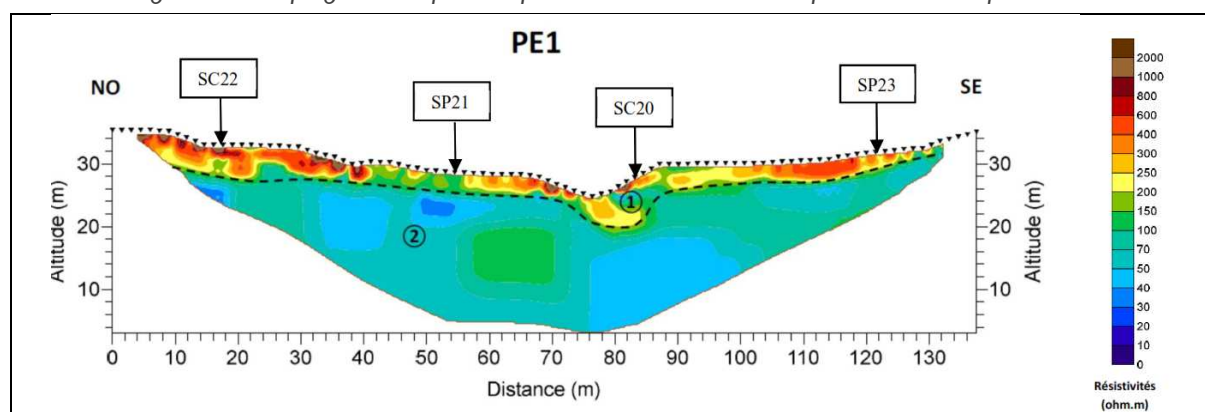 PE1
NO
SC22
SP21
SC20
SP23
SE
Altitude (m)
30
20
10
①
②
30
20
10
Altitude (m)
0 10 20 30 40 50 60 70 80 90 100 110 120 130
Distance (m)
2000
1000
800
600
400
300
250
200
150
100
70
50
40
30
20
10
0
Résistivités
(ohm.m)